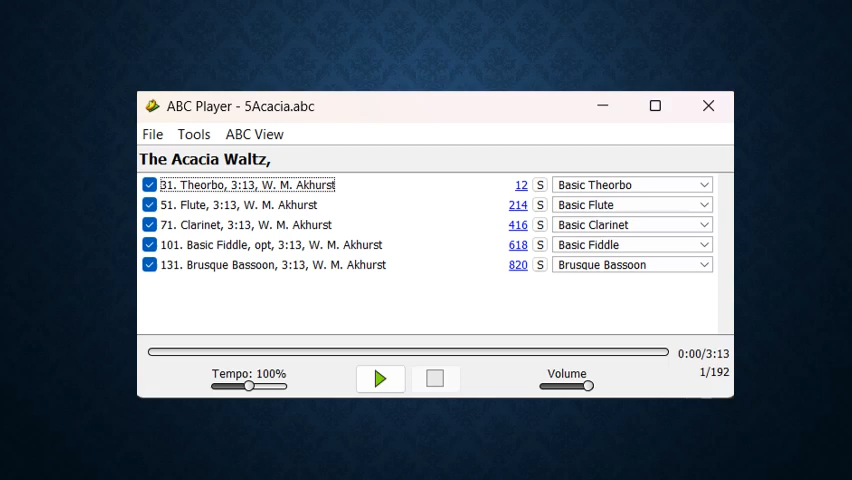 ABC Player - 5Acacia.abc
File Tools ABC View
The Acacia Waltz,
31. Theorbo, 3:13, W. M. Akhurst 12 S Basic Theorbo
51. Flute, 3:13, W. M. Akhurst 214 S Basic Flute
71. Clarinet, 3:13, W. M. Akhurst 416 S Basic Clarinet
101. Basic Fiddle, opt, 3:13, W. M. Akhurst 618 S Basic Fiddle
131. Brusque Bassoon, 3:13, W. M. Akhurst 820 S Brusque Bassoon
0:00/3:13
Tempo: 100% Volume 1/192